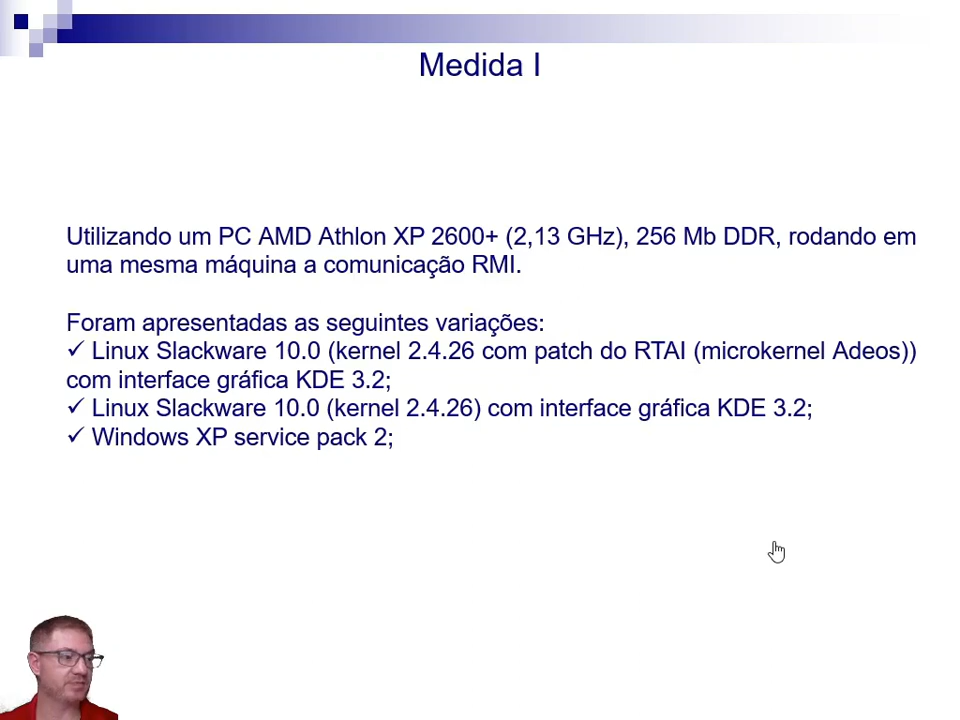 Medida I
Utilizando um PC AMD Athlon XP 2600+ (2,13 GHz), 256 Mb DDR, rodando em
uma mesma máquina a comunicação RMI.
Foram apresentadas as seguintes variações:
✓ Linux Slackware 10.0 (kernel 2.4.26 com patch do RTAI (microkernel Adeos))
com interface gráfica KDE 3.2;
✓ Linux Slackware 10.0 (kernel 2.4.26) com interface gráfica KDE 3.2;
✓ Windows XP service pack 2;